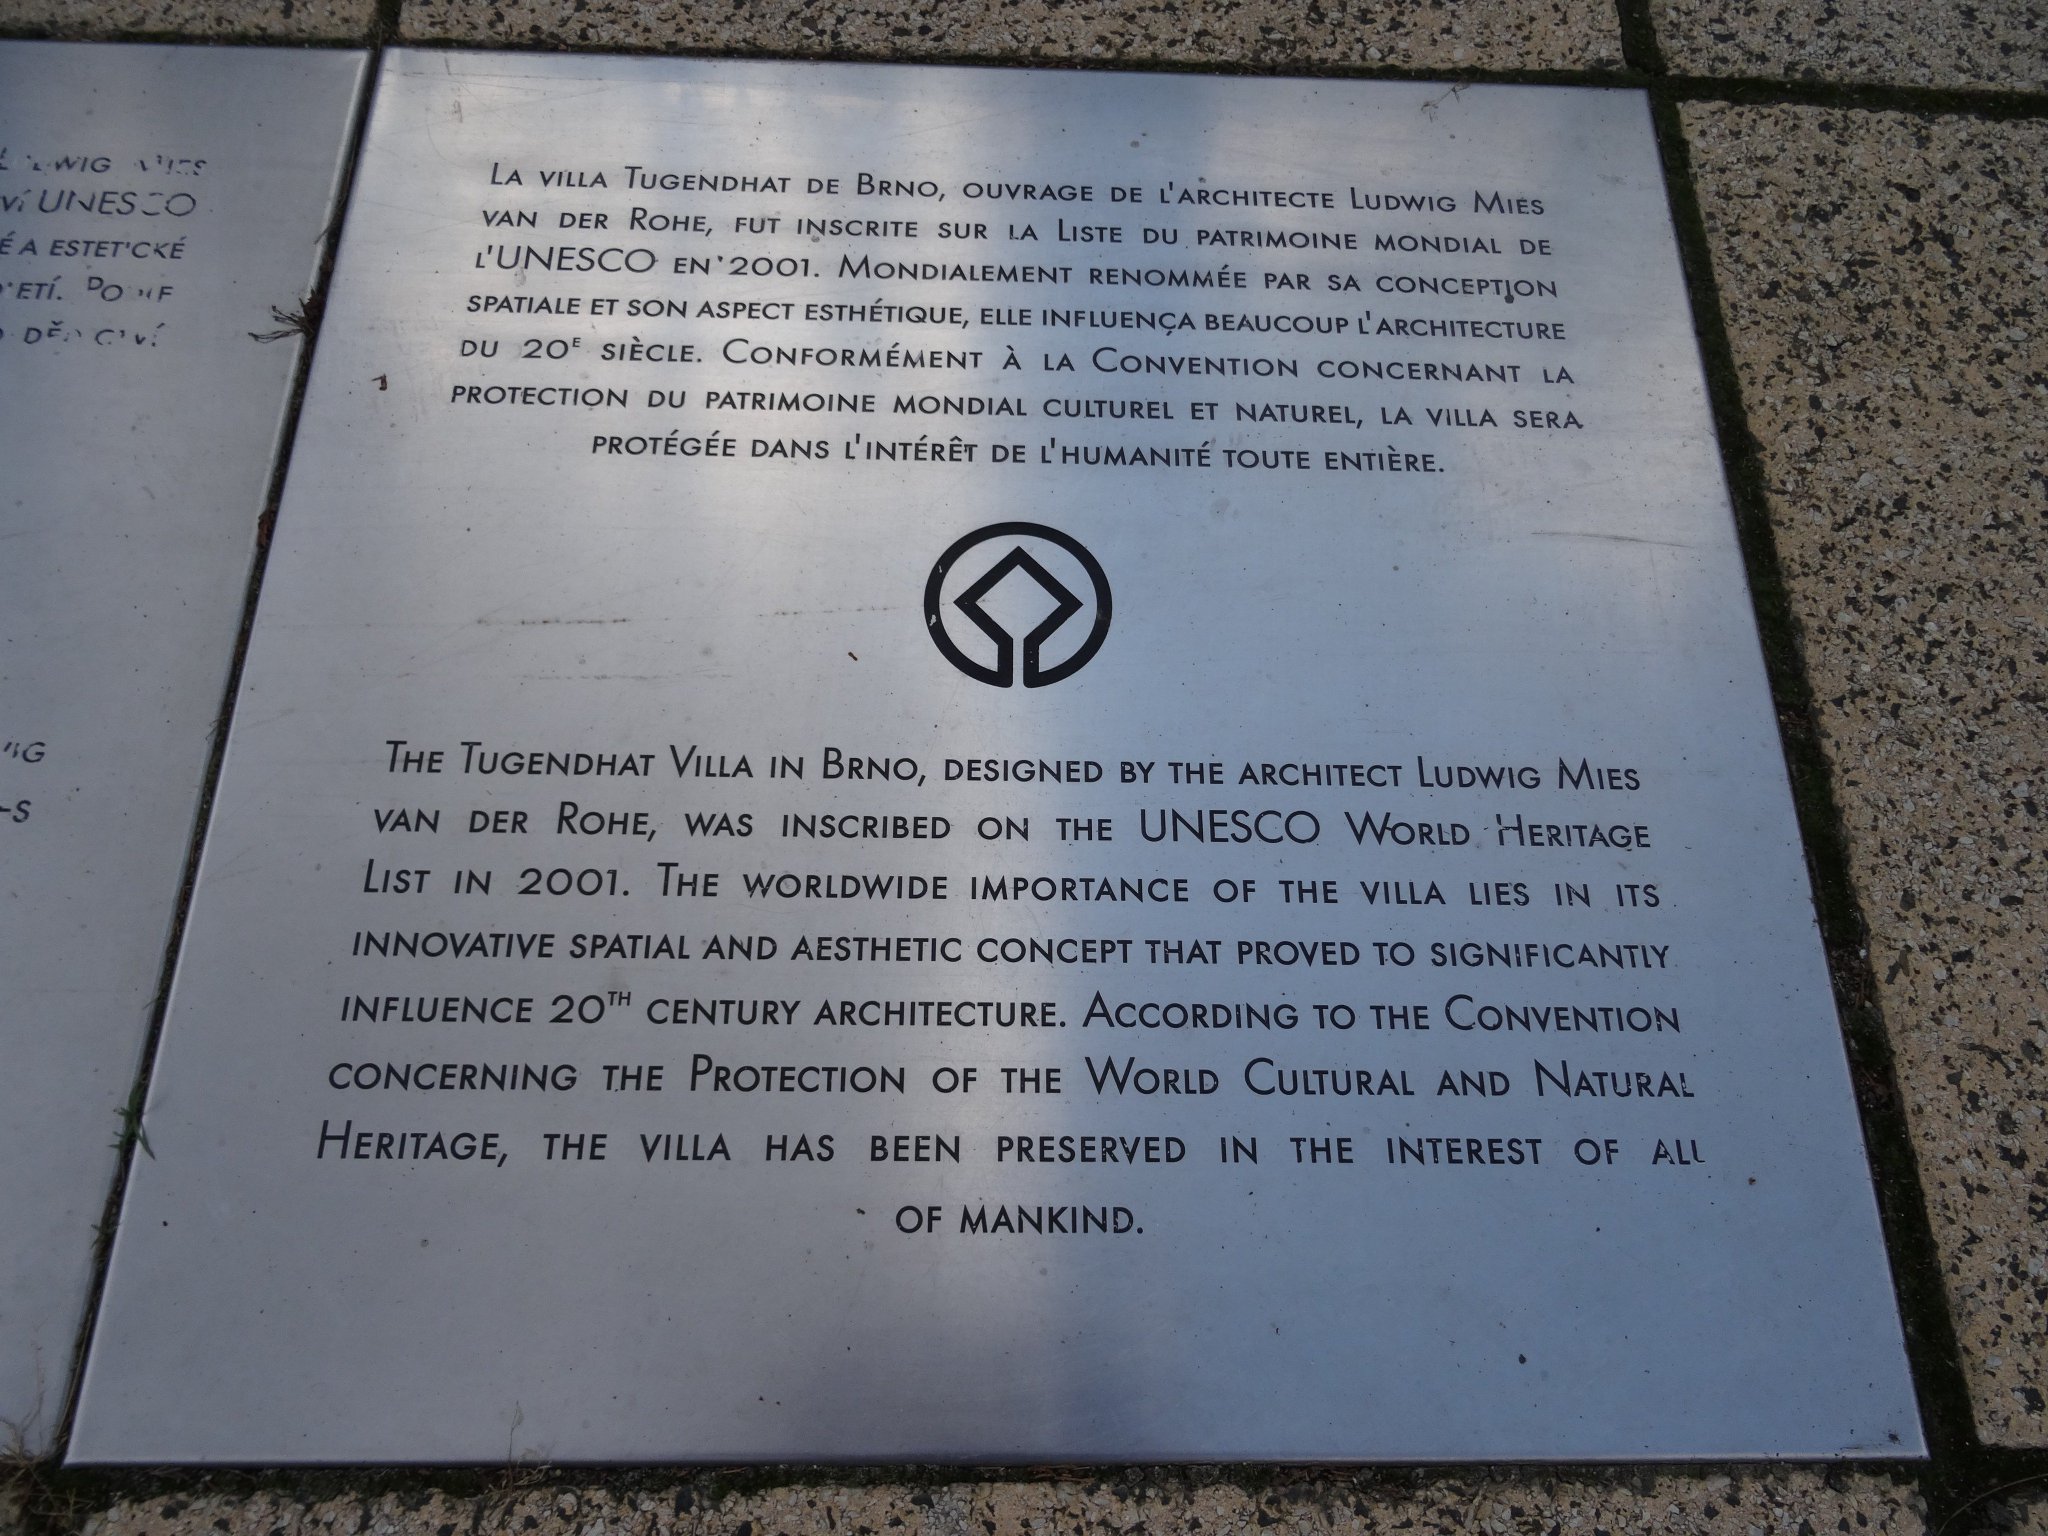 LUDWIG MIES
UNESCO
É A ESTETICKÉ
La villa Tugendhat de Brno, ouvrage de l'architecte Ludwig Mies
van der Rohe, fut inscrite sur la Liste du patrimoine mondial de
l'UNESCO en 2001. Mondialement renommée par sa conception
spatiale et son aspect esthétique, elle influença beaucoup l'architecture
du 20e siècle. Conformément à la Convention concernant la
protection du patrimoine mondial culturel et naturel, la villa sera
protégée dans l'intérêt de l'humanité toute entière.
The Tugendhat Villa in Brno, designed by the architect Ludwig Mies
van der Rohe, was inscribed on the UNESCO World Heritage
List in 2001. The worldwide importance of the villa lies in its
innovative spatial and aesthetic concept that proved to significantly
influence 20th century architecture. According to the Convention
concerning the Protection of the World Cultural and Natural
Heritage, the villa has been preserved in the interest of all
of mankind.